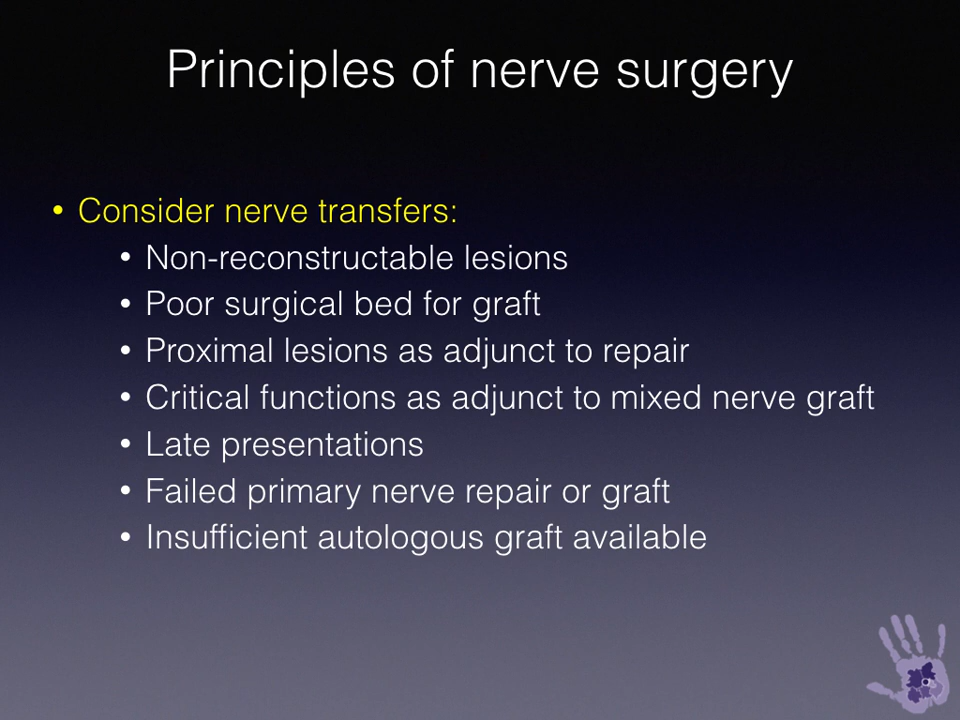 Principles of nerve surgery
• Consider nerve transfers:
• Non-reconstructable lesions
• Poor surgical bed for graft
• Proximal lesions as adjunct to repair
• Critical functions as adjunct to mixed nerve graft
• Late presentations
• Failed primary nerve repair or graft
• Insufficient autologous graft available